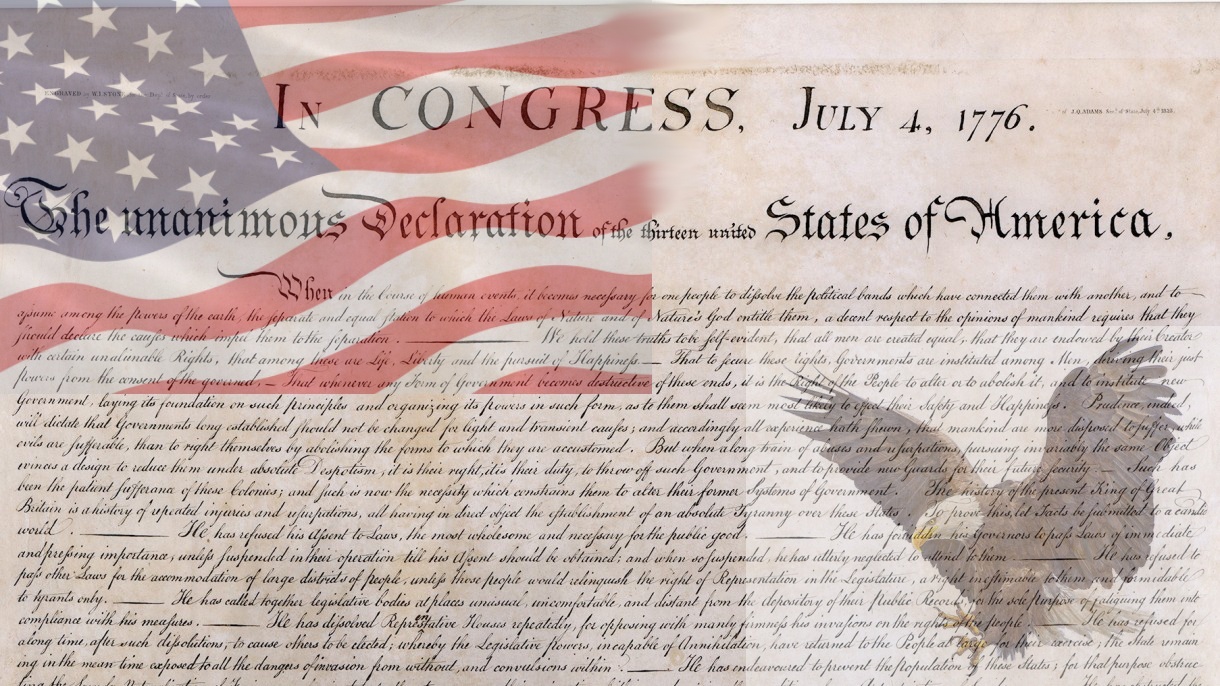 ENGRAVED by W.I.STONE
of J.Q.ADAMS Sec.y of State, July 4th 1823.
IN CONGRESS, JULY 4, 1776.
The unanimous Declaration of the thirteen united States of America,
When in the Course of human events, it becomes necessary for one people to dissolve the political bands which have connected them with another, and to
assume among the powers of the earth, the separate and equal station to which the Laws of Nature and of Nature's God entitle them, a decent respect to the opinions of mankind requires that they
should declare the causes which impel them to the separation. ——— We hold these truths to be self-evident, that all men are created equal, that they are endowed by their Creator
with certain unalienable Rights, that among these are Life, Liberty and the pursuit of Happiness. — That to secure these rights, Governments are instituted among Men, deriving their just
powers from the consent of the governed, — That whenever any Form of Government becomes destructive of these ends, it is the Right of the People to alter or to abolish it, and to institute new
Government, laying its foundation on such principles and organizing its powers in such form, as to them shall seem most likely to effect their Safety and Happiness. Prudence, indeed,
will dictate that Governments long established should not be changed for light and transient causes; and accordingly all experience hath shewn, that mankind are more disposed to suffer, while
evils are sufferable, than to right themselves by abolishing the forms to which they are accustomed. But when a long train of abuses and usurpations, pursuing invariably the same Object
evinces a design to reduce them under absolute Despotism, it is their right, it is their duty, to throw off such Government, and to provide new Guards for their future security. — Such has
been the patient sufferance of these Colonies; and such is now the necessity which constrains them to alter their former Systems of Government. The history of the present King of Great
Britain is a history of repeated injuries and usurpations, all having in direct object the establishment of an absolute Tyranny over these States. To prove this, let Facts be submitted to a candid
world. ——— He has refused his Assent to Laws, the most wholesome and necessary for the public good. ——— He has forbidden his Governors to pass Laws of immediate
and pressing importance, unless suspended in their operation till his Assent should be obtained; and when so suspended, he has utterly neglected to attend to them. ——— He has refused to
pass other Laws for the accommodation of large districts of people, unless those people would relinquish the right of Representation in the Legislature, a right inestimable to them and formidable
to tyrants only. ——— He has called together legislative bodies at places unusual, uncomfortable, and distant from the depository of their Public Records, for the sole purpose of fatiguing them into
compliance with his measures. ——— He has dissolved Representative Houses repeatedly, for opposing with manly firmness his invasions on the rights of the people. ——— He has refused for
a long time, after such dissolutions, to cause others to be elected; whereby the Legislative powers, incapable of Annihilation, have returned to the People at large for their exercise; the State remain
ing in the mean time exposed to all the dangers of invasion from without, and convulsions within. ——— He has endeavoured to prevent the Population of these States; for that purpose obstruc